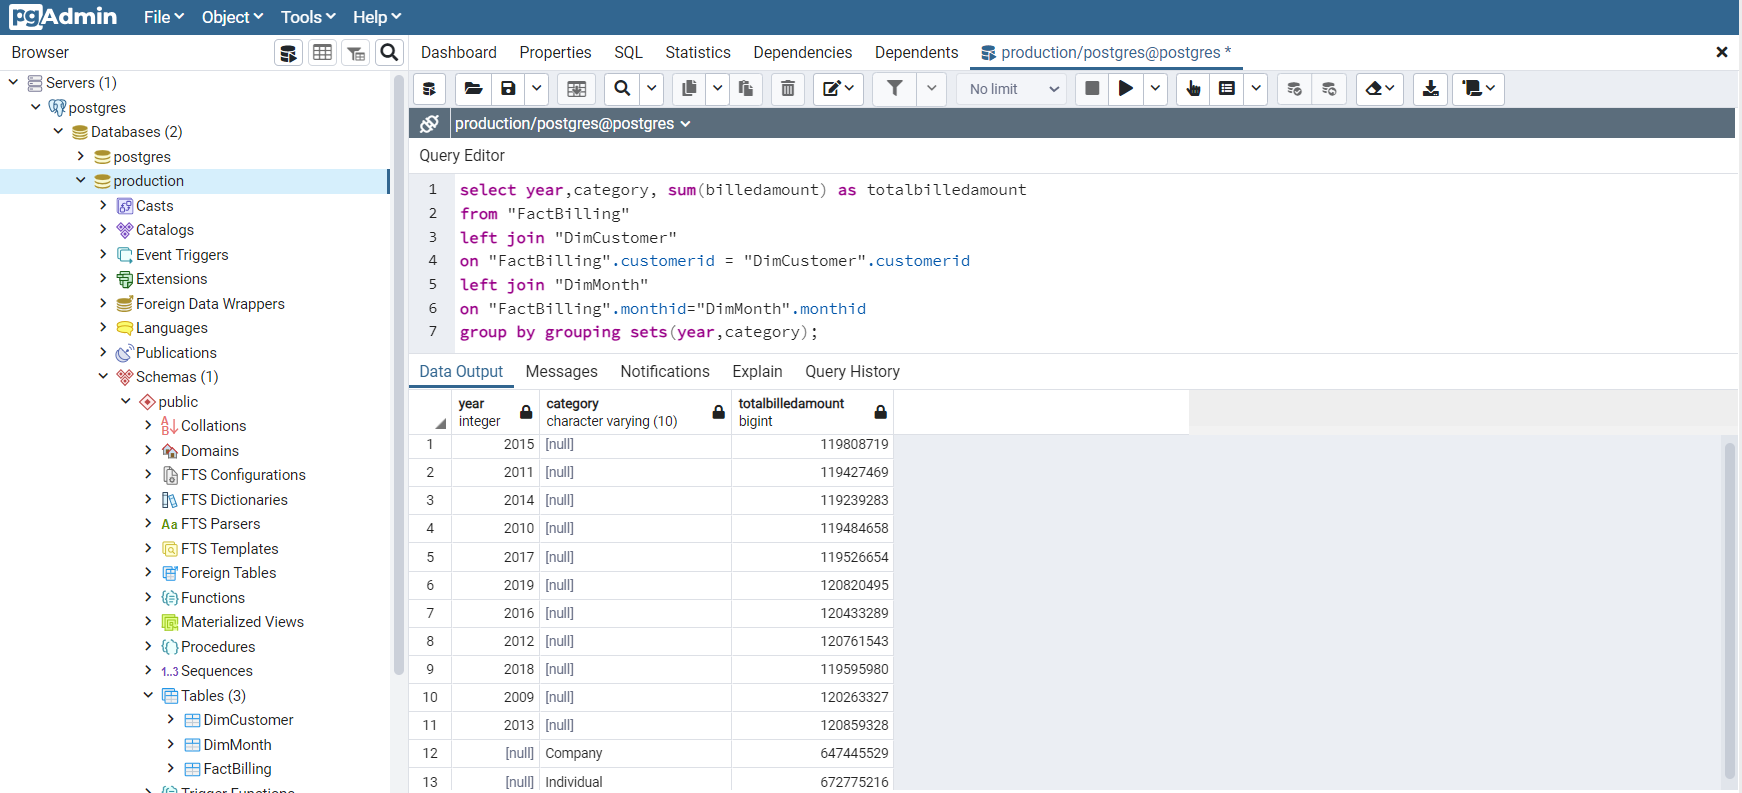 pgAdmin File Object Tools Help
Browser
Dashboard Properties SQL Statistics Dependencies Dependents production/postgres@postgres *
Servers (1)
postgres
Databases (2)
postgres
production
Casts
Catalogs
Event Triggers
Extensions
Foreign Data Wrappers
Languages
Publications
Schemas (1)
public
Collations
Domains
FTS Configurations
FTS Dictionaries
Aa FTS Parsers
FTS Templates
Foreign Tables
Functions
Materialized Views
Procedures
1..3 Sequences
Tables (3)
DimCustomer
DimMonth
FactBilling
Trigger Functions
No limit
production/postgres@postgres
Query Editor
1 select year,category, sum(billedamount) as totalbilledamount
2 from "FactBilling"
3 left join "DimCustomer"
4 on "FactBilling".customerid = "DimCustomer".customerid
5 left join "DimMonth"
6 on "FactBilling".monthid="DimMonth".monthid
7 group by grouping sets(year,category);
Data Output Messages Notifications Explain Query History
year category totalbilledamount
integer character varying (10) bigint
1 2015 [null] 119808719
2 2011 [null] 119427469
3 2014 [null] 119239283
4 2010 [null] 119484658
5 2017 [null] 119526654
6 2019 [null] 120820495
7 2016 [null] 120433289
8 2012 [null] 120761543
9 2018 [null] 119595980
10 2009 [null] 120263327
11 2013 [null] 120859328
12 [null] Company 647445529
13 [null] Individual 672775216